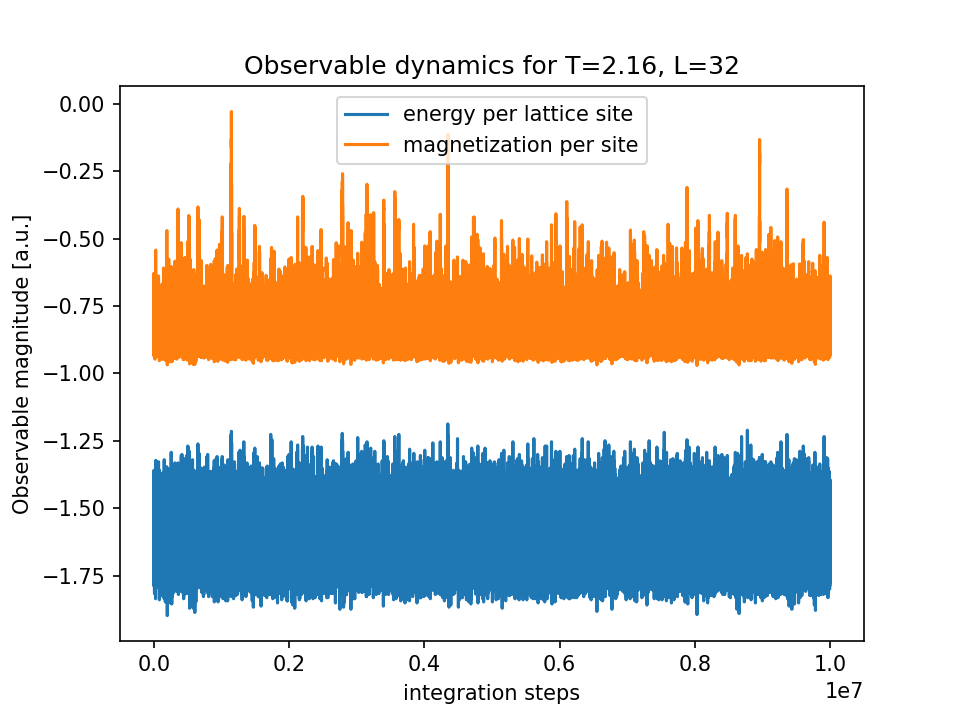 Observable dynamics for T=2.16, L=32
energy per lattice site
magnetization per site
Observable magnitude [a.u.]
0.00
−0.25
−0.50
−0.75
−1.00
−1.25
−1.50
−1.75
0.0 0.2 0.4 0.6 0.8 1.0
1e7
integration steps